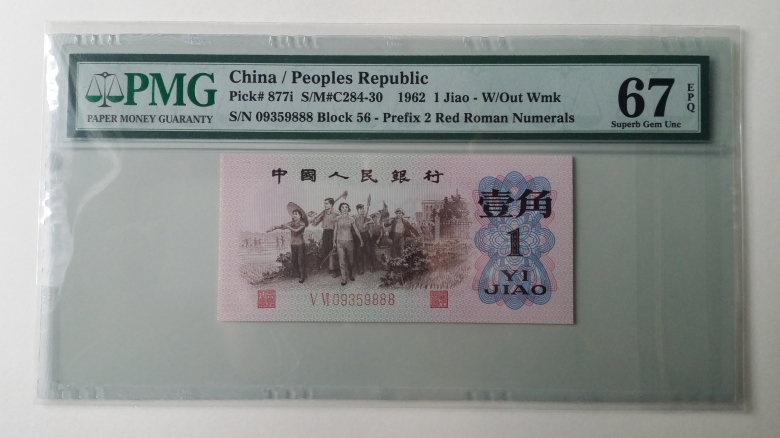 PMG
PAPER MONEY GUARANTY
China / Peoples Republic
Pick# 877i S/M#C284-30 1962 1 Jiao - W/Out Wmk
S/N 09359888 Block 56 - Prefix 2 Red Roman Numerals
67 EPQ
Superb Gem Unc
中國人民銀行
壹角
1
YI
JIAO
V VI 09359888